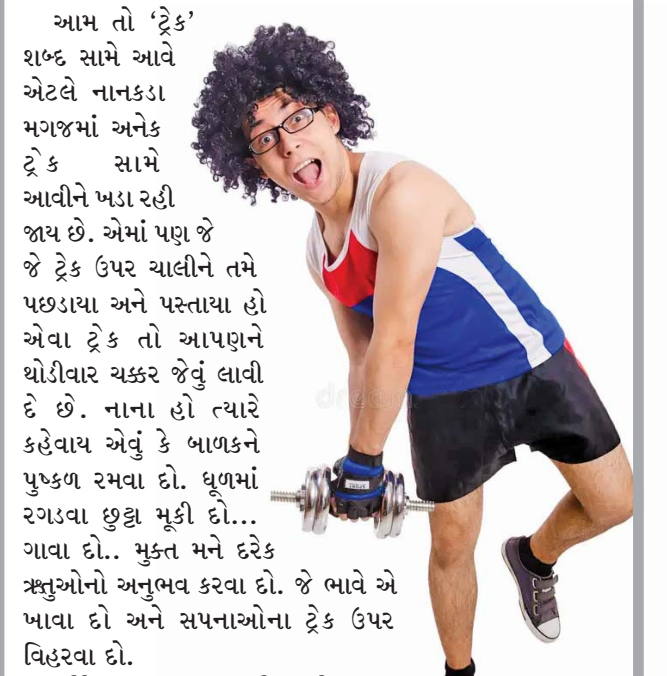 આમ તો ‘ટ્રેક’
શબ્દ સામે આવે
એટલે નાનકડા
મગજમાં અનેક
ટ્રેક સામે
આવીને ખડા રહી
જાય છે. એમાં પણ જે
જે ટ્રેક ઉપર ચાલીને તમે
પછડાયા અને પસ્તાયા હો
એવા ટ્રેક તો આપણને
થોડીવાર ચક્કર જેવું લાવી
દે છે. નાના હો ત્યારે
કહેવાય એવું કે બાળકને
પુષ્કળ રમવા દો. ધૂળમાં
રગડવા છુટ્ટા મૂકી દો...
ગાવા દો.. મુક્ત મને દરેક
ઋતુઓનો અનુભવ કરવા દો. જે ભાવે એ
ખાવા દો અને સપનાઓના ટ્રેક ઉપર
વિહરવા દો.